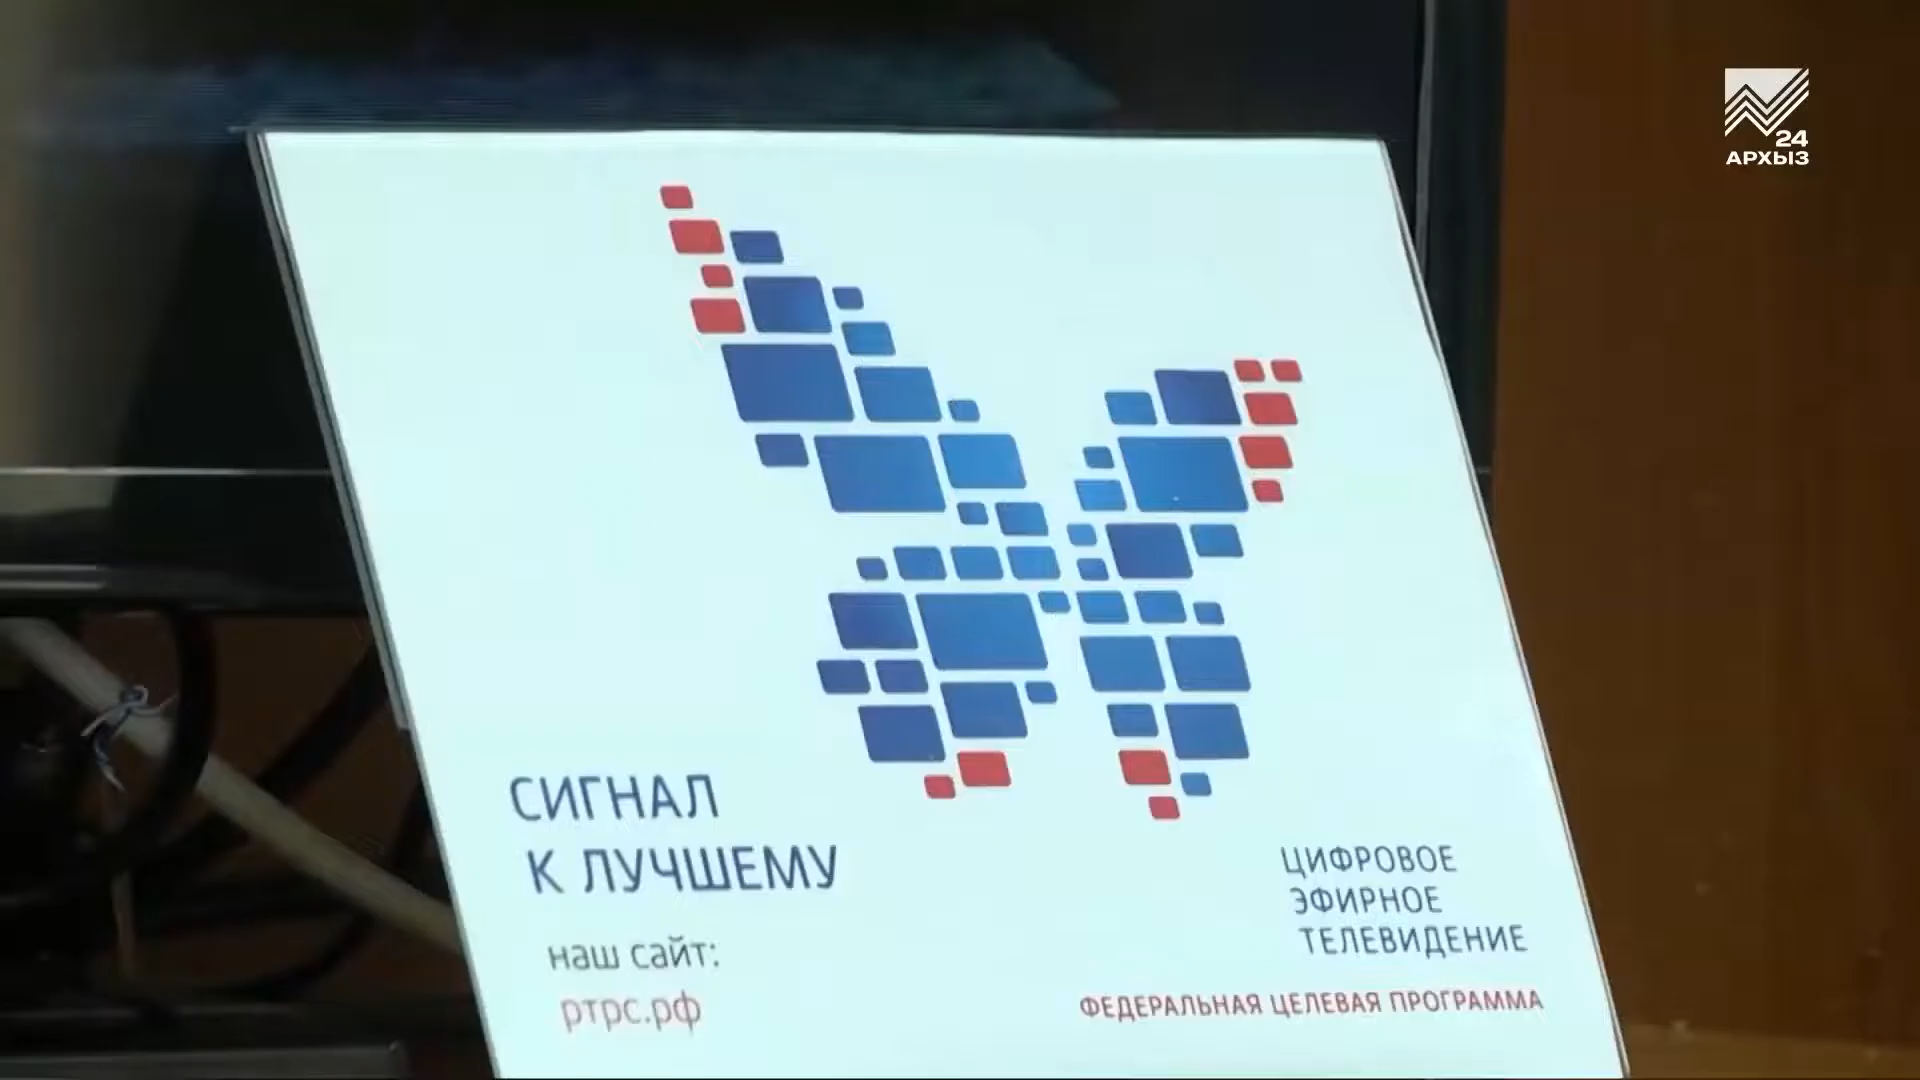 24
АРХЫЗ
СИГНАЛ
К ЛУЧШЕМУ
наш сайт:
ртрс.рф
ЦИФРОВОЕ
ЭФИРНОЕ
ТЕЛЕВИДЕНИЕ
ФЕДЕРАЛЬНАЯ ЦЕЛЕВАЯ ПРОГРАММА